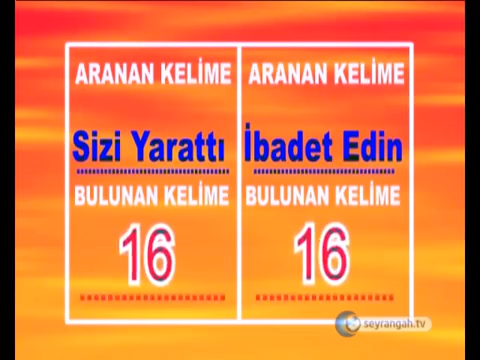 ARANAN KELİME
Sizi Yarattı
BULUNAN KELİME
16
ARANAN KELİME
İbadet Edin
BULUNAN KELİME
16
seyrangah.tv